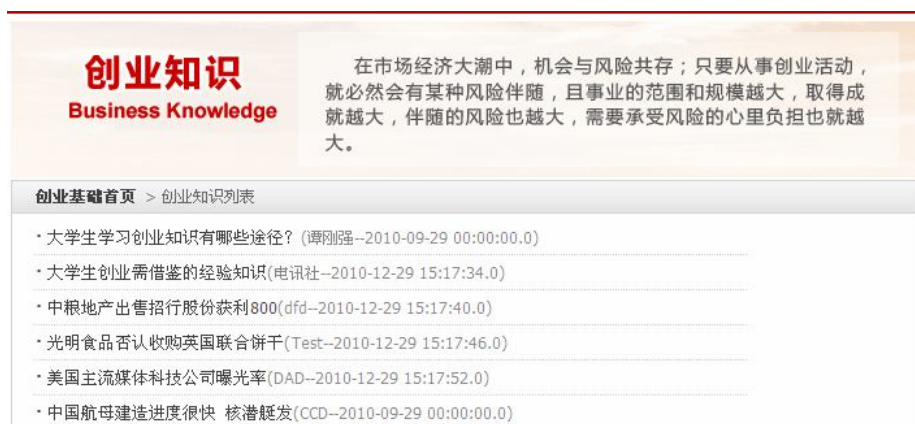 创业知识
Business Knowledge
在市场经济大潮中，机会与风险共存；只要从事创业活动，
就必然会有某种风险伴随，且事业的范围和规模越大，取得成
就越大，伴随的风险也越大，需要承受风险的心里负担也就越
大。
创业基础首页 > 创业知识列表
·大学生学习创业知识有哪些途径？(谭刚强--2010-09-29 00:00:00.0)
·大学生创业需借鉴的经验知识(电讯社--2010-12-29 15:17:34.0)
·中粮地产出售招行股份获利800(dfd--2010-12-29 15:17:40.0)
·光明食品否认收购英国联合饼干(Test--2010-12-29 15:17:46.0)
·美国主流媒体科技公司曝光率(DAD--2010-12-29 15:17:52.0)
·中国航母建造进度很快 核潜艇发(CCD--2010-09-29 00:00:00.0)